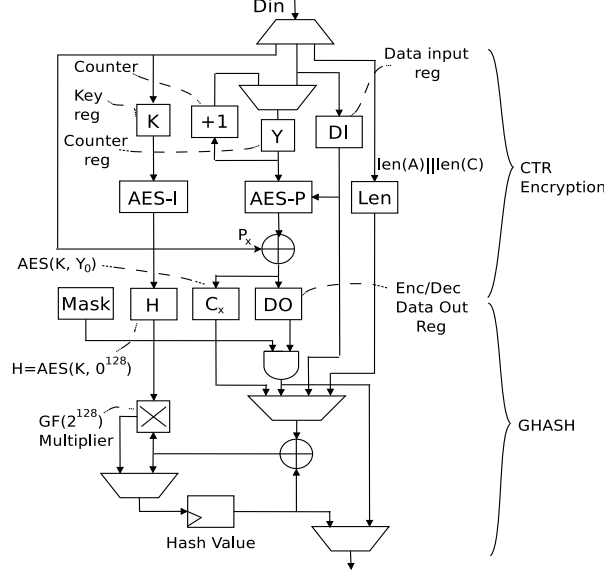 Din
Counter
Data input
reg
Key
reg
K
+1
Counter
reg
Y
DI
len(A)||len(C)
CTR
Encryption
AES-I
AES-P
Len
Pₓ
AES(K, Y₀)
Mask
H
Cₓ
DO
Enc/Dec
Data Out
Reg
H=AES(K, 0¹²⁸)
GF(2¹²⁸)
Multiplier
GHASH
Hash Value